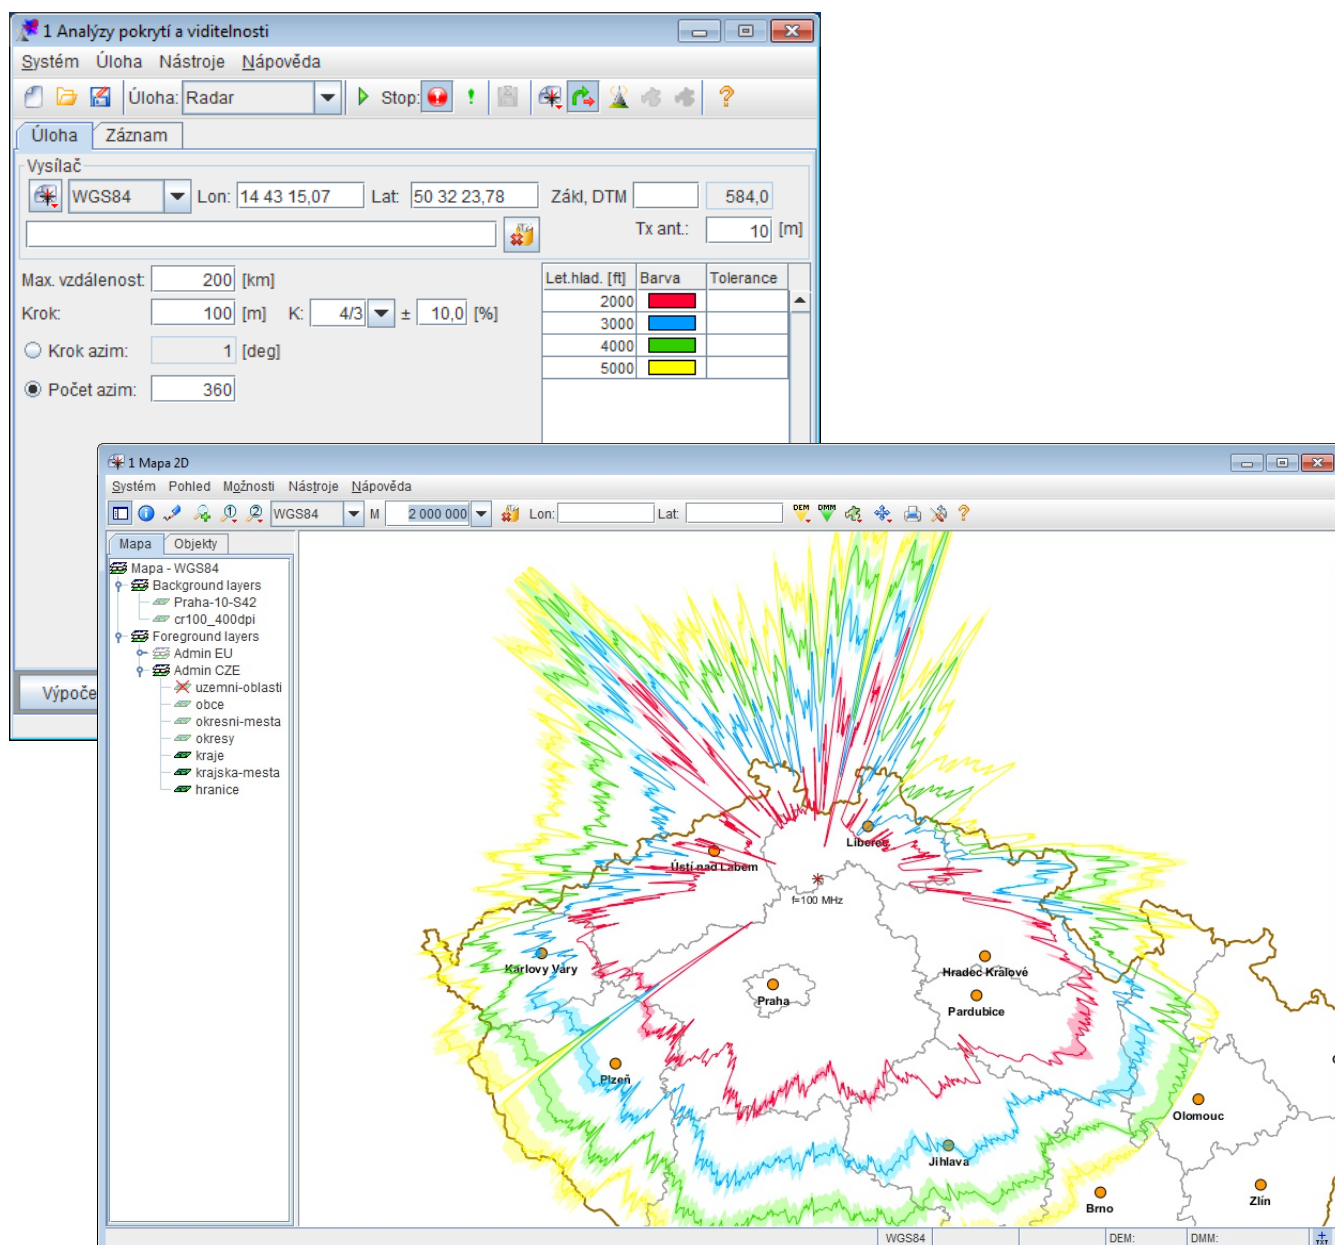 1 Analýzy pokrytí a viditelnosti
Systém Úloha Nástroje Nápověda
Úloha: Radar Stop:
Úloha Záznam
Vysílač
WGS84 Lon: 14 43 15,07 Lat: 50 32 23,78 Zákl, DTM 584,0
Tx ant.: 10 [m]
Max. vzdálenost: 200 [km]
Krok: 100 [m] K: 4/3 ± 10,0 [%]
Krok azim: 1 [deg]
Počet azim: 360
Let.hlad. [ft] Barva Tolerance
2000
3000
4000
5000
Výpoče
1 Mapa 2D
Systém Pohled Možnosti Nástroje Nápověda
WGS84 M 2 000 000 Lon: Lat: DEM DMM
Mapa Objekty
Mapa - WGS84
Background layers
Praha-10-S42
cr100_400dpi
Foreground layers
Admin EU
Admin CZE
uzemni-oblasti
obce
okresni-mesta
okresy
kraje
krajska-mesta
hranice
Liberec
Ústí nad Labem
f=100 MHz
Karlovy Vary
Hradec Králové
Praha
Pardubice
Plzeň
Olomouc
Jihlava
Brno
Zlín
WGS84 DEM: DMM: TXT